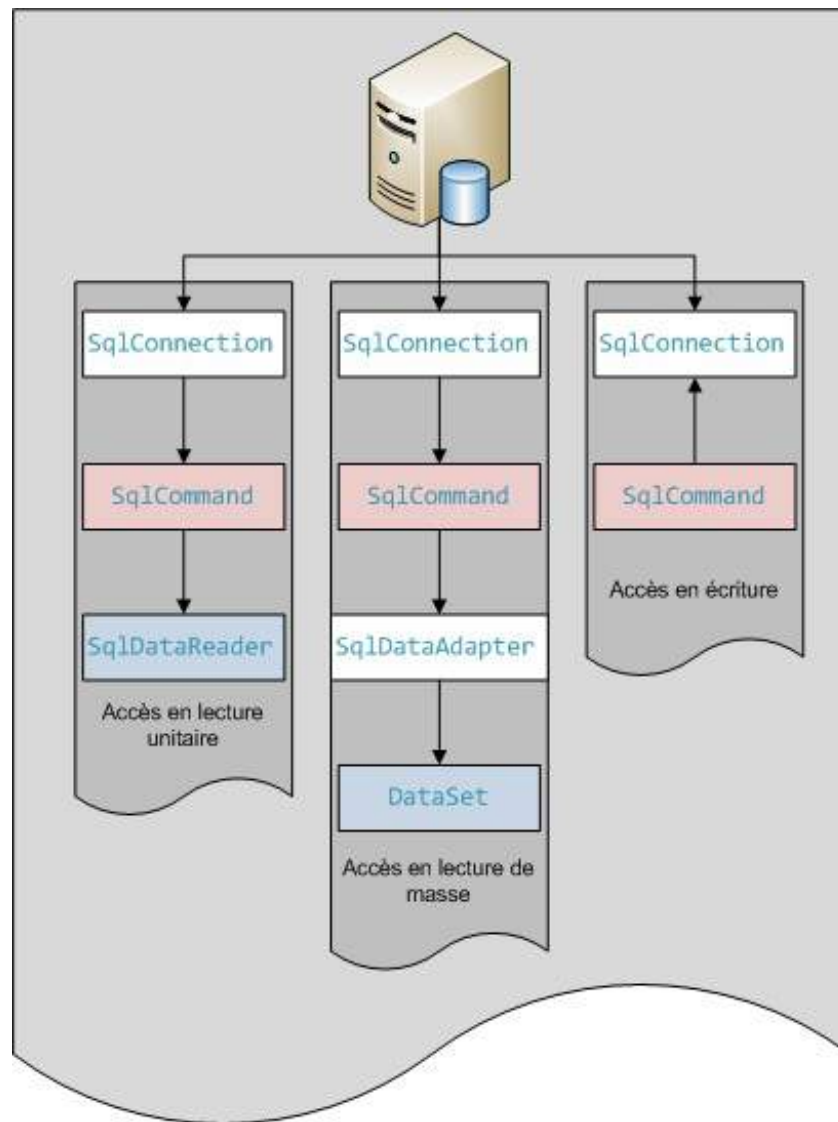 SqlConnection
SqlCommand
SqlDataReader
Accès en lecture
unitaire
SqlConnection
SqlCommand
SqlDataAdapter
DataSet
Accès en lecture de
masse
SqlConnection
SqlCommand
Accès en écriture